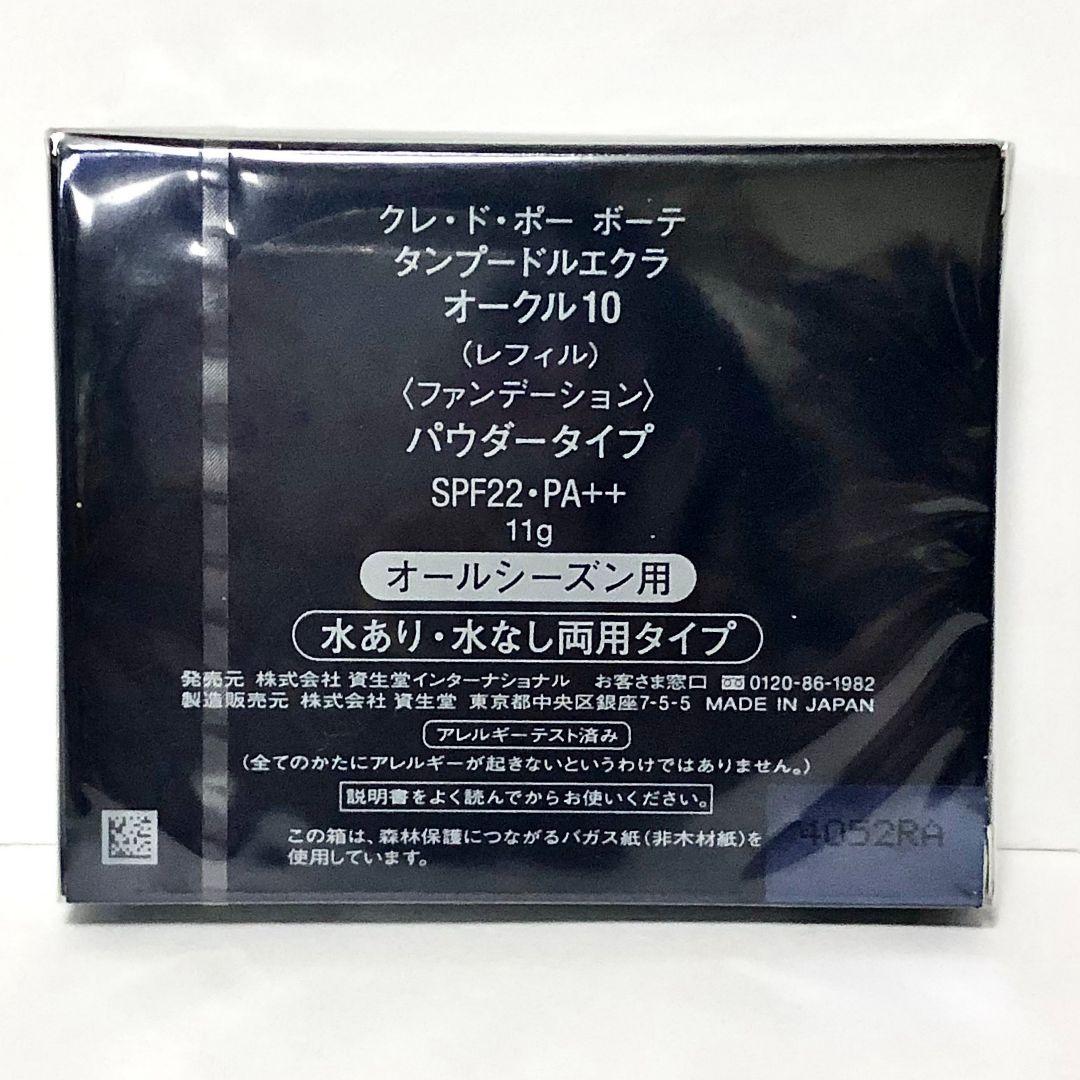 クレ・ド・ポー ボーテ
タンプードルエクラ
オークル10
(レフィル)
〈ファンデーション〉
パウダータイプ
SPF22・PA++
11g
オールシーズン用
水あり・水なし両用タイプ
発売元 株式会社 資生堂インターナショナル お客さま窓口 0120-86-1982
製造販売元 株式会社 資生堂 東京都中央区銀座7-5-5 MADE IN JAPAN
アレルギーテスト済み
(全てのかたにアレルギーが起きないというわけではありません。)
説明書をよく読んでからお使いください。
この箱は、森林保護につながるバガス紙(非木材紙)を
使用しています。
4052RA